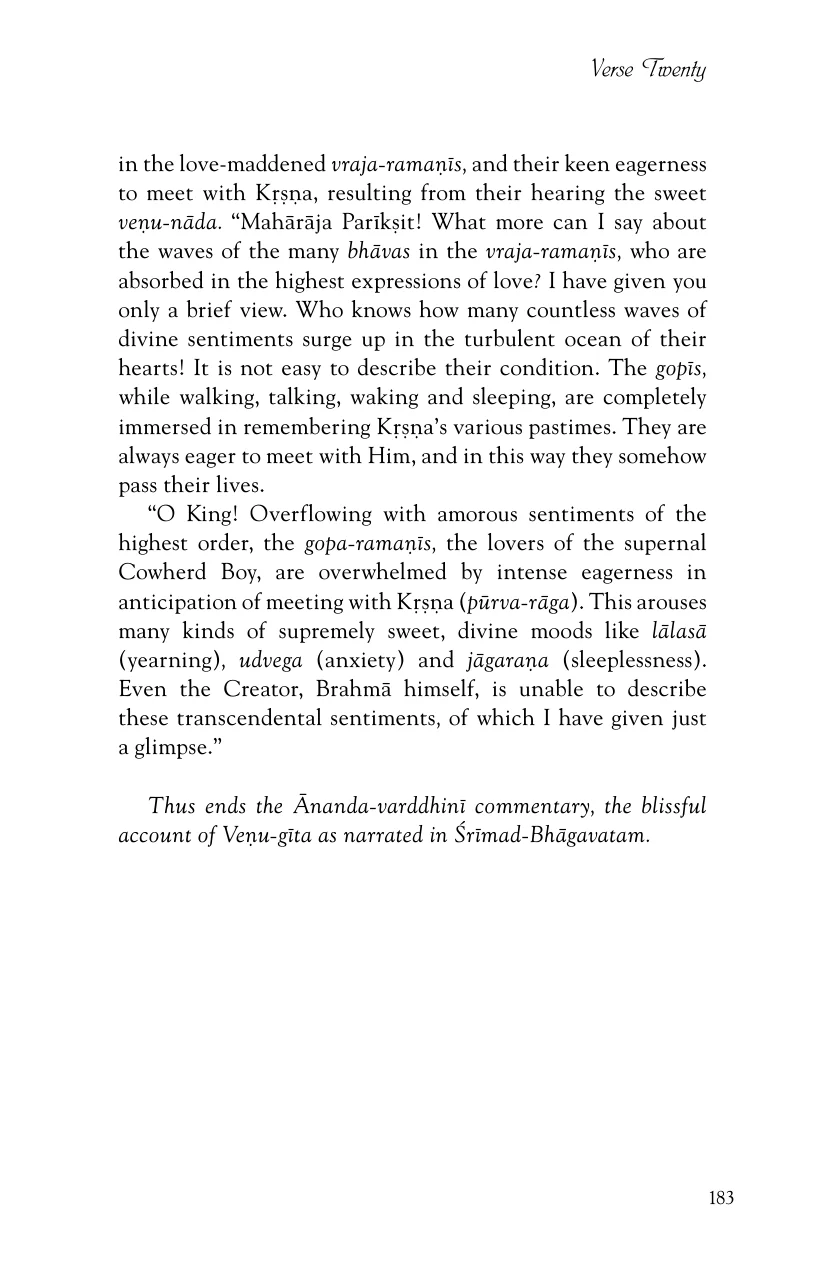 Verse Twenty
in the love-maddened vraja-ramaṇīs, and their keen eagerness
to meet with Kṛṣṇa, resulting from their hearing the sweet
veṇu-nāda. “Mahārāja Parīkṣit! What more can I say about
the waves of the many bhāvas in the vraja-ramaṇīs, who are
absorbed in the highest expressions of love? I have given you
only a brief view. Who knows how many countless waves of
divine sentiments surge up in the turbulent ocean of their
hearts! It is not easy to describe their condition. The gopīs,
while walking, talking, waking and sleeping, are completely
immersed in remembering Kṛṣṇa’s various pastimes. They are
always eager to meet with Him, and in this way they somehow
pass their lives.
“O King! Overflowing with amorous sentiments of the
highest order, the gopa-ramaṇīs, the lovers of the supernal
Cowherd Boy, are overwhelmed by intense eagerness in
anticipation of meeting with Kṛṣṇa (pūrva-rāga). This arouses
many kinds of supremely sweet, divine moods like lālasā
(yearning), udvega (anxiety) and jāgaraṇa (sleeplessness).
Even the Creator, Brahmā himself, is unable to describe
these transcendental sentiments, of which I have given just
a glimpse.”
Thus ends the Ānanda-varddhinī commentary, the blissful
account of Veṇu-gīta as narrated in Śrīmad-Bhāgavatam.
183